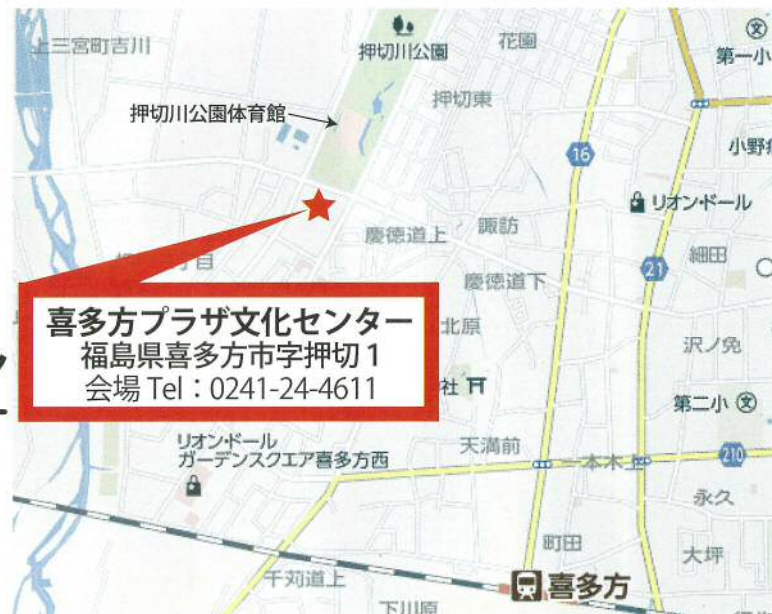 上三宮町吉川
押切川公園
花園
第一小
押切川公園体育館
押切東
16
小野
リオン・ドール
慶徳道上
諏訪
細田
21
慶徳道下
喜多方プラザ文化センター
福島県喜多方市字押切1
会場 Tel：0241-24-4611
北原
沢ノ免
社
第二小
リオン・ドール
ガーデンスクエア喜多方西
天満前
一本木上
210
永久
町田
大坪
喜多方
千苅道上
下川原